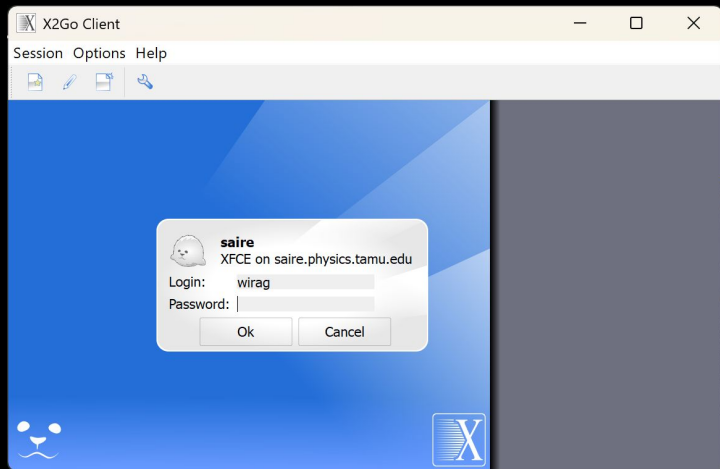 X2Go Client
Session Options Help
saire
XFCE on saire.physics.tamu.edu
Login: wirag
Password:
Ok Cancel
X